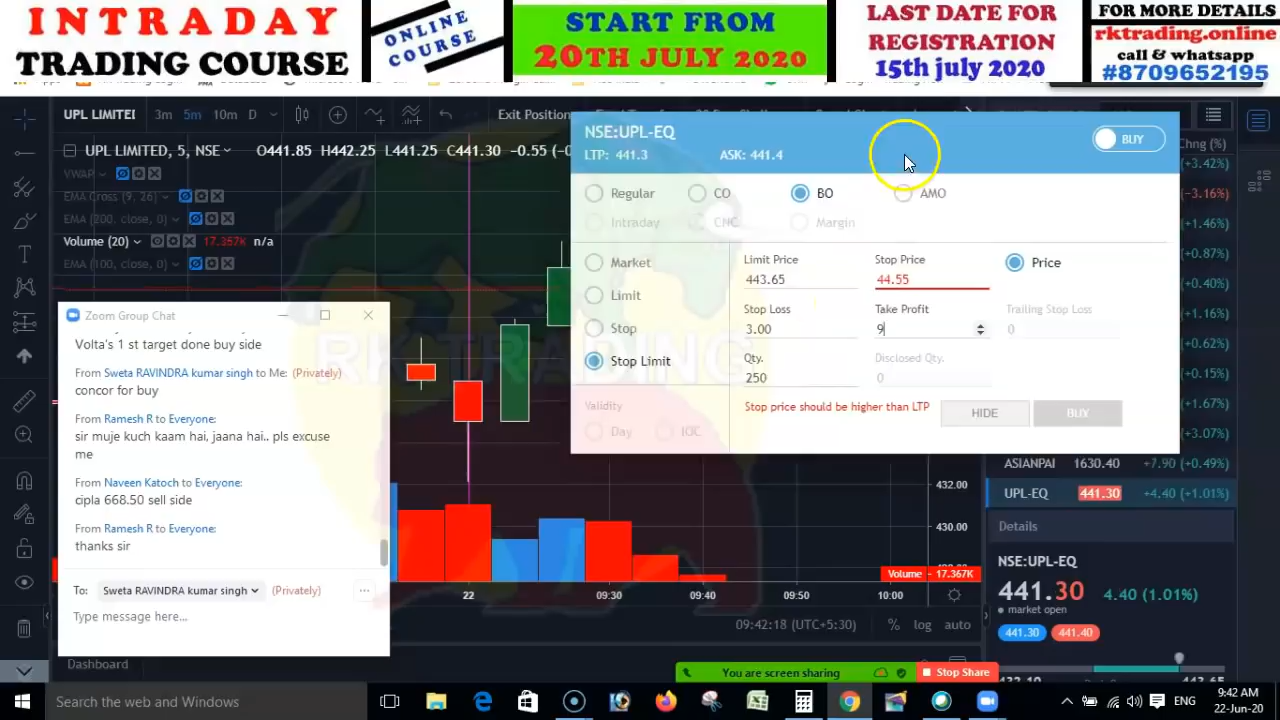 INTRADAY
TRADING COURSE
ONLINE
COURSE
START FROM
20TH JULY 2020
LAST DATE FOR
REGISTRATION
15th july 2020
FOR MORE DETAILS
rktrading.online
call & whatsapp
#8709652195
UPL LIMITED 3m 5m 10m D Exit Position
UPL LIMITED, 5, NSE O441.85 H442.25 L441.25 C441.30 -0.55
VWAP
EMA Cross (9, 26)
EMA (200, close, 0)
Volume (20) 17.357K n/a
EMA (100, close, 0)
NSE:UPL-EQ
LTP: 441.3 ASK: 441.4
BUY
Regular CO BO AMO
Intraday CNC Margin
Market
Limit
Stop
Stop Limit
Validity
Day IOC
Limit Price Stop Price Price
443.65 44.55
Stop Loss Take Profit Trailing Stop Loss
3.00 9 0
Qty. Disclosed Qty.
250 0
Stop price should be higher than LTP HIDE BUY
Zoom Group Chat
Volta's 1 st target done buy side
From Sweta RAVINDRA kumar singh to Me: (Privately)
concor for buy
From Ramesh R to Everyone:
sir muje kuch kaam hai, jaana hai.. pls excuse
me
From Naveen Katoch to Everyone:
cipla 668.50 sell side
From Ramesh R to Everyone:
thanks sir
To: Sweta RAVINDRA kumar singh (Privately)
Type message here...
432.00
430.00
Volume 17.367K
22 09:30 09:40 09:50 10:00
09:42:18 (UTC+5:30) % log auto
Chng (%)
+3.42%
-3.16%
+1.46%
+0.87%
+0.40%
+1.16%
+0.62%
+0.15%
+1.67%
+3.07%
ASIANPAI 1630.40 +7.90 (+0.49%)
UPL-EQ 441.30 +4.40 (+1.01%)
Details
NSE:UPL-EQ
441.30 4.40 (1.01%)
market open
441.30 441.40
Dashboard
You are screen sharing Stop Share
RK TRADING
Search the web and Windows
ENG
9:42 AM
22-Jun-20